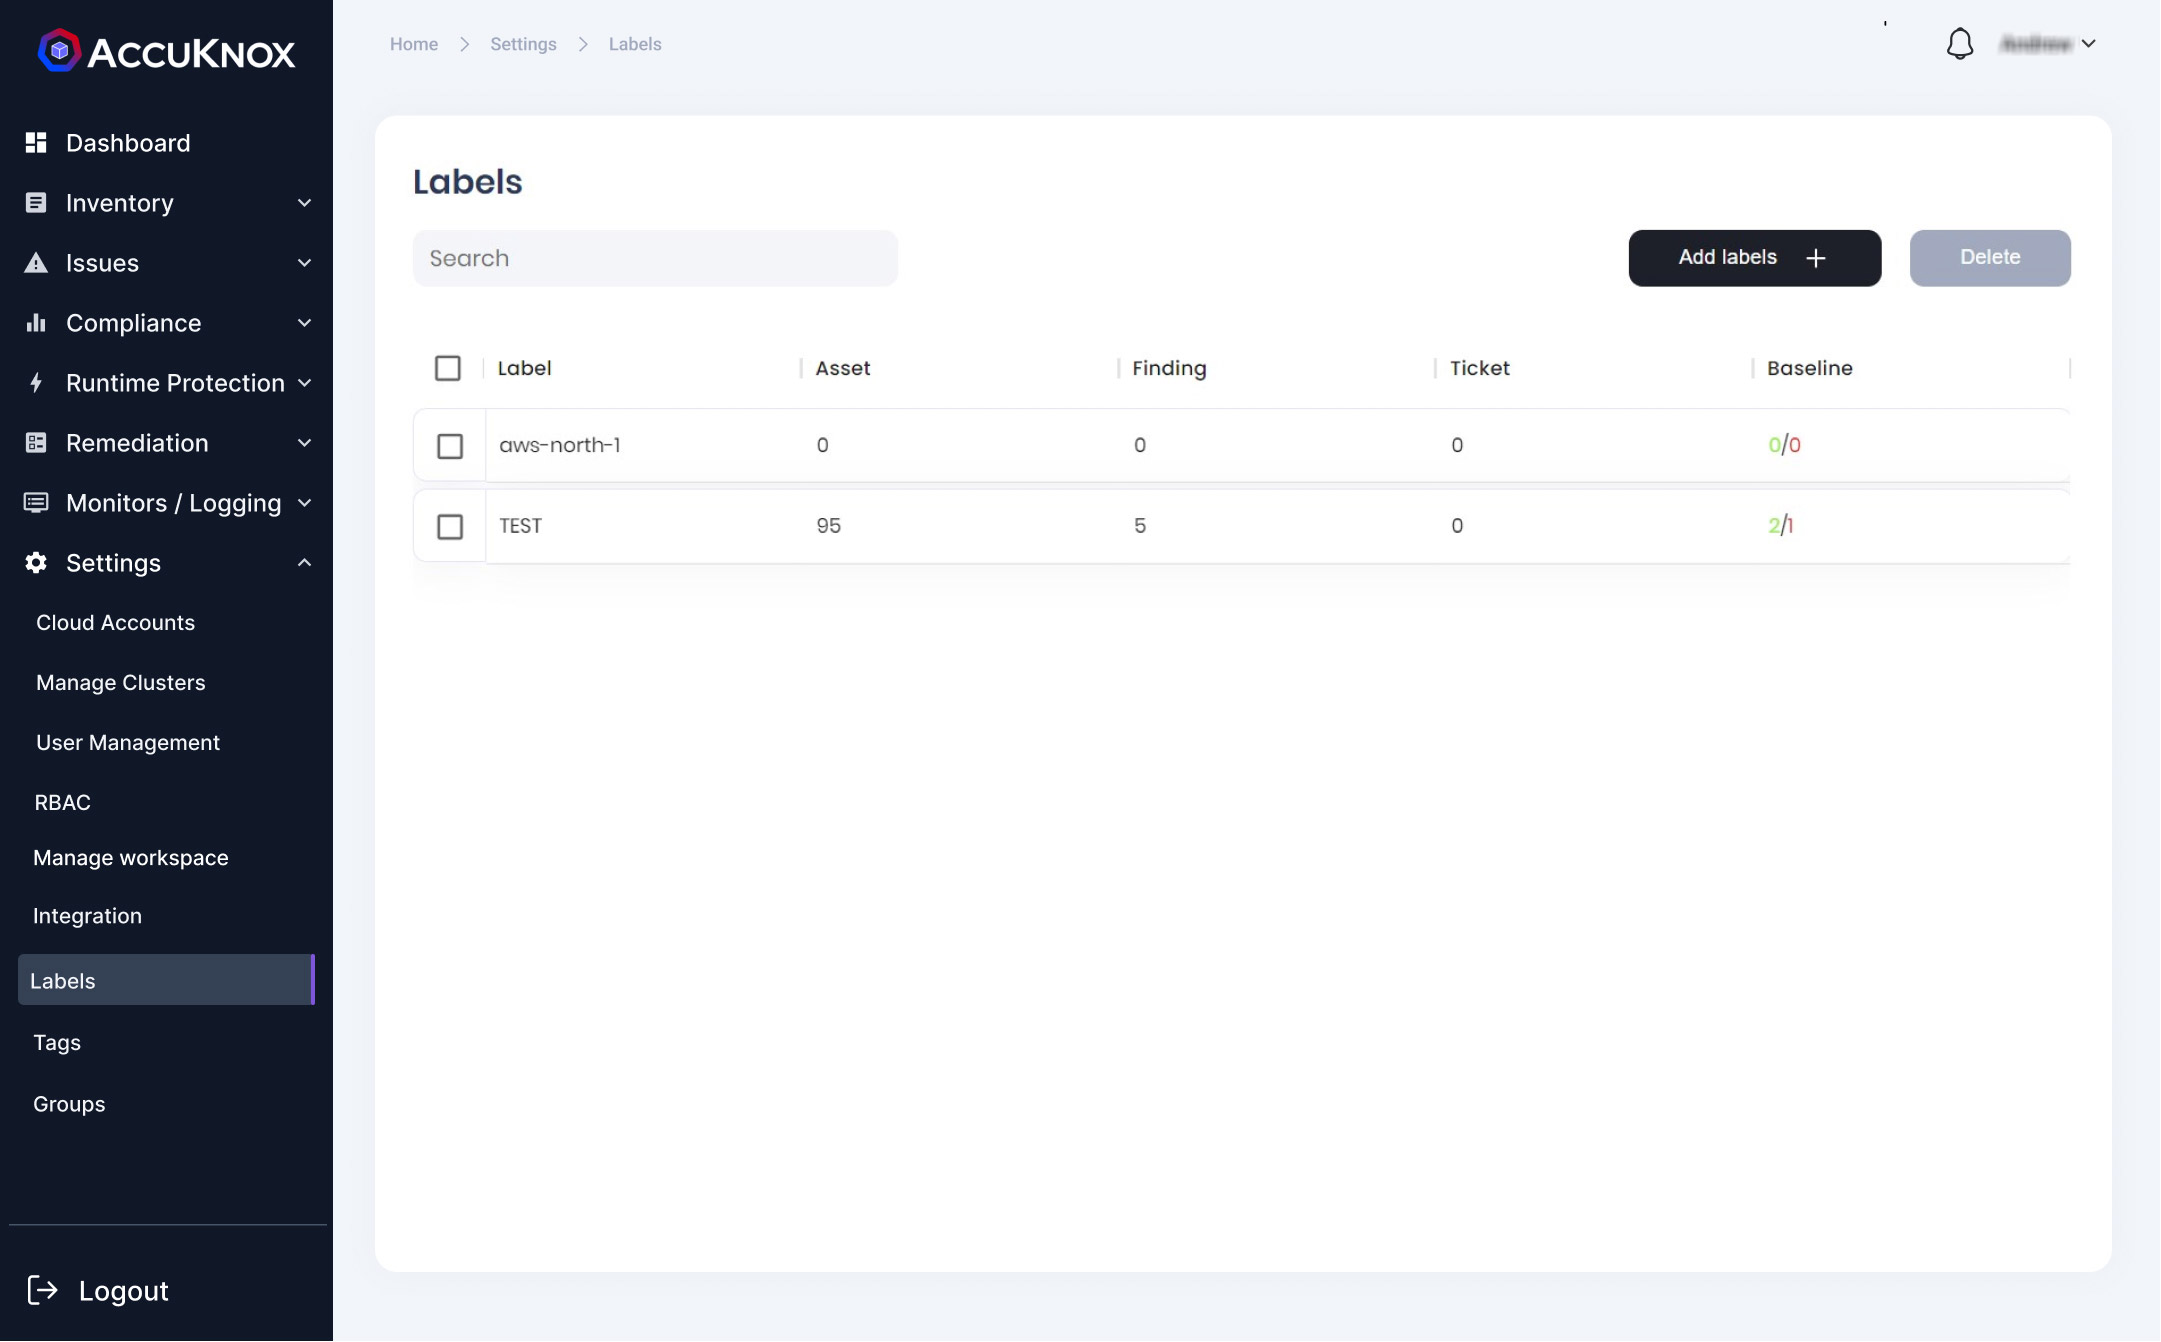 ACCUKNOX
Dashboard
Inventory
Issues
Compliance
Runtime Protection
Remediation
Monitors / Logging
Settings
Cloud Accounts
Manage Clusters
User Management
RBAC
Manage workspace
Integration
Labels
Tags
Groups
Logout
Home > Settings > Labels
Labels
Search
Add labels +
Delete
Label Asset Finding Ticket Baseline
aws-north-1 0 0 0 0/0
TEST 95 5 0 2/1